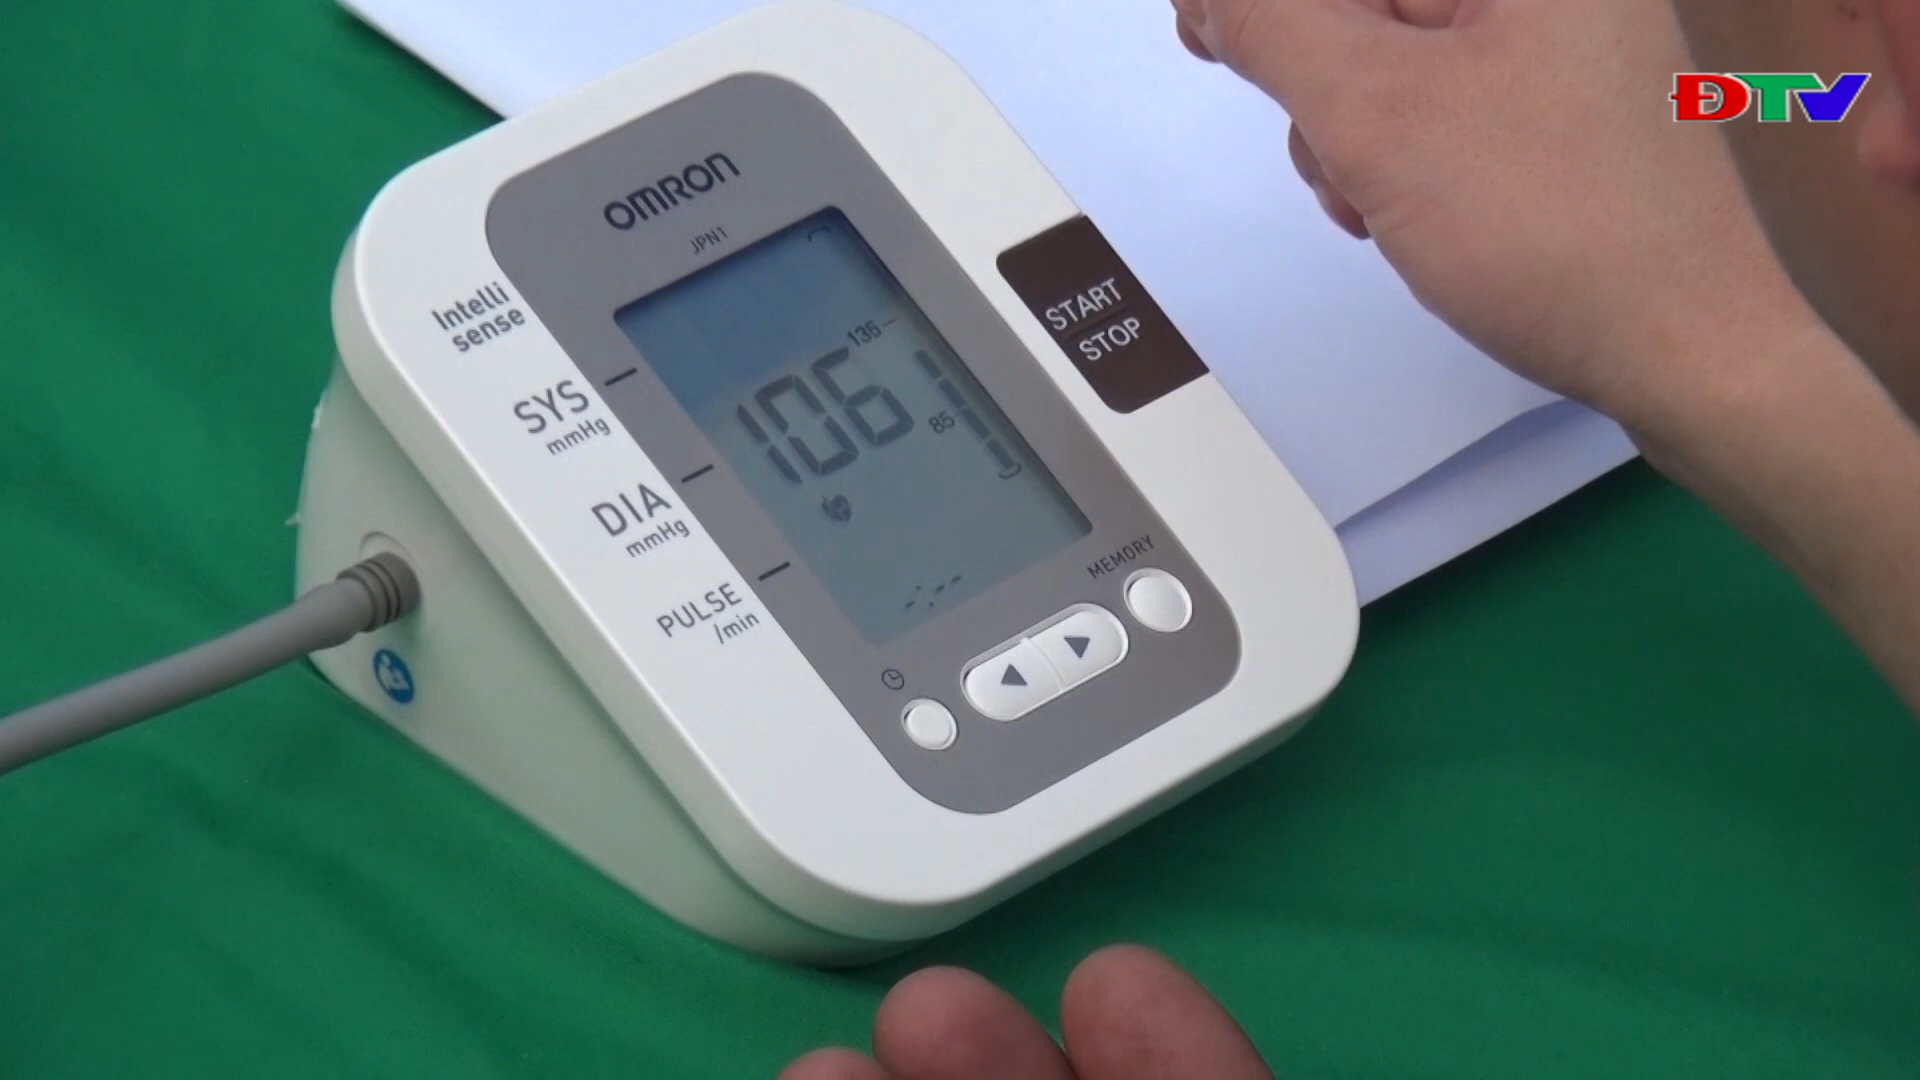 ĐTV
OMRON
JPN1
Intelli
sense
START
STOP
SYS
mmHg
DIA
mmHg
PULSE
/min
135
106
85
-:--
MEMORY